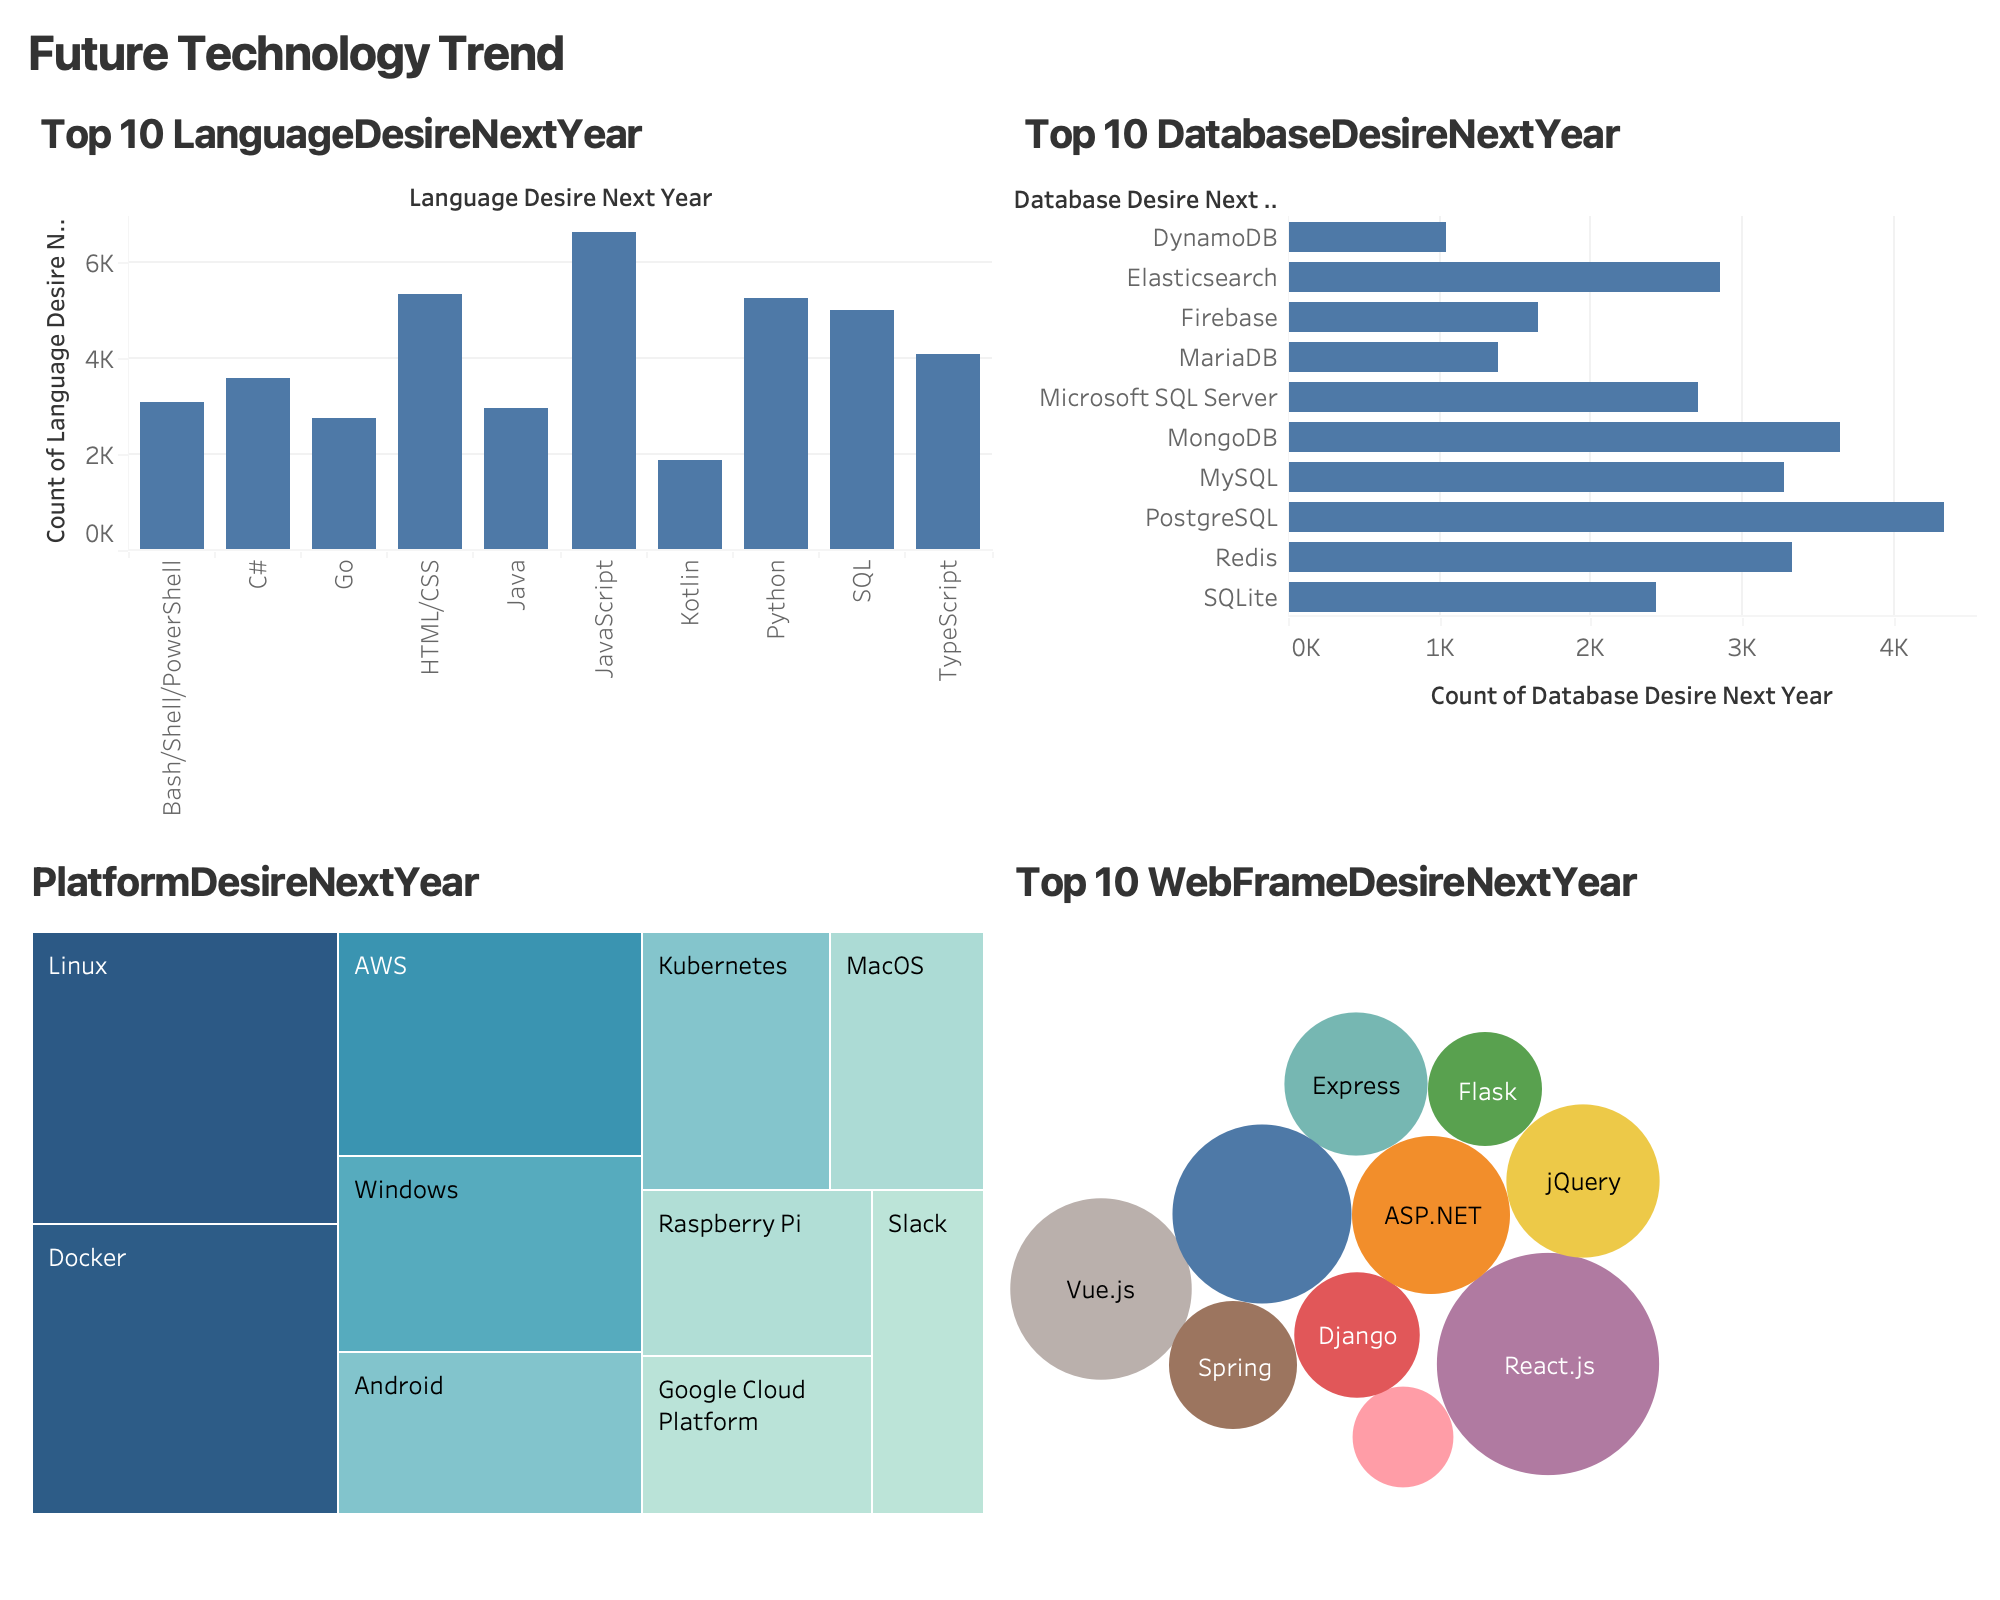 Future Technology Trend
Top 10 LanguageDesireNextYear
Language Desire Next Year
Count of Language Desire N..
6K
4K
2K
0K
Bash/Shell/PowerShell
C#
Go
HTML/CSS
Java
JavaScript
Kotlin
Python
SQL
TypeScript
Top 10 DatabaseDesireNextYear
Database Desire Next ..
DynamoDB
Elasticsearch
Firebase
MariaDB
Microsoft SQL Server
MongoDB
MySQL
PostgreSQL
Redis
SQLite
0K
1K
2K
3K
4K
Count of Database Desire Next Year
PlatformDesireNextYear
Linux
Docker
AWS
Windows
Android
Kubernetes
MacOS
Raspberry Pi
Slack
Google Cloud
Platform
Top 10 WebFrameDesireNextYear
Express
Flask
jQuery
ASP.NET
Vue.js
Django
Spring
React.js